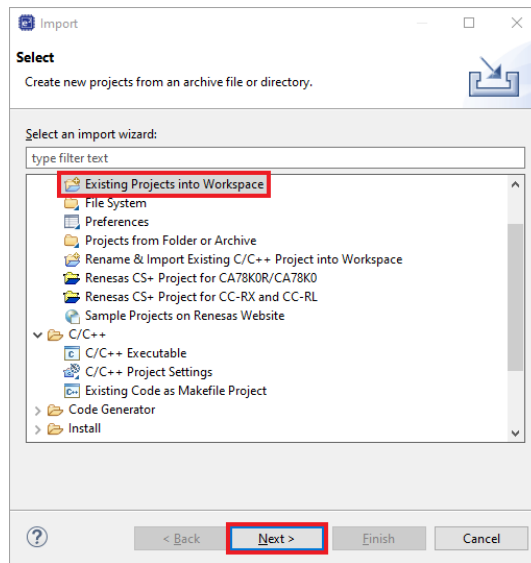 Import
Select
Create new projects from an archive file or directory.
Select an import wizard:
type filter text
Existing Projects into Workspace
File System
Preferences
Projects from Folder or Archive
Rename & Import Existing C/C++ Project into Workspace
Renesas CS+ Project for CA78K0R/CA78K0
Renesas CS+ Project for CC-RX and CC-RL
Sample Projects on Renesas Website
C/C++
C/C++ Executable
C/C++ Project Settings
Existing Code as Makefile Project
Code Generator
Install
? < Back Next > Finish Cancel